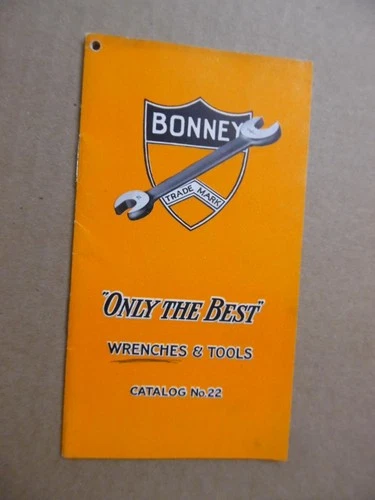 BONNEY
TRADE MARK
"ONLY THE BEST"
WRENCHES & TOOLS
CATALOG No. 22